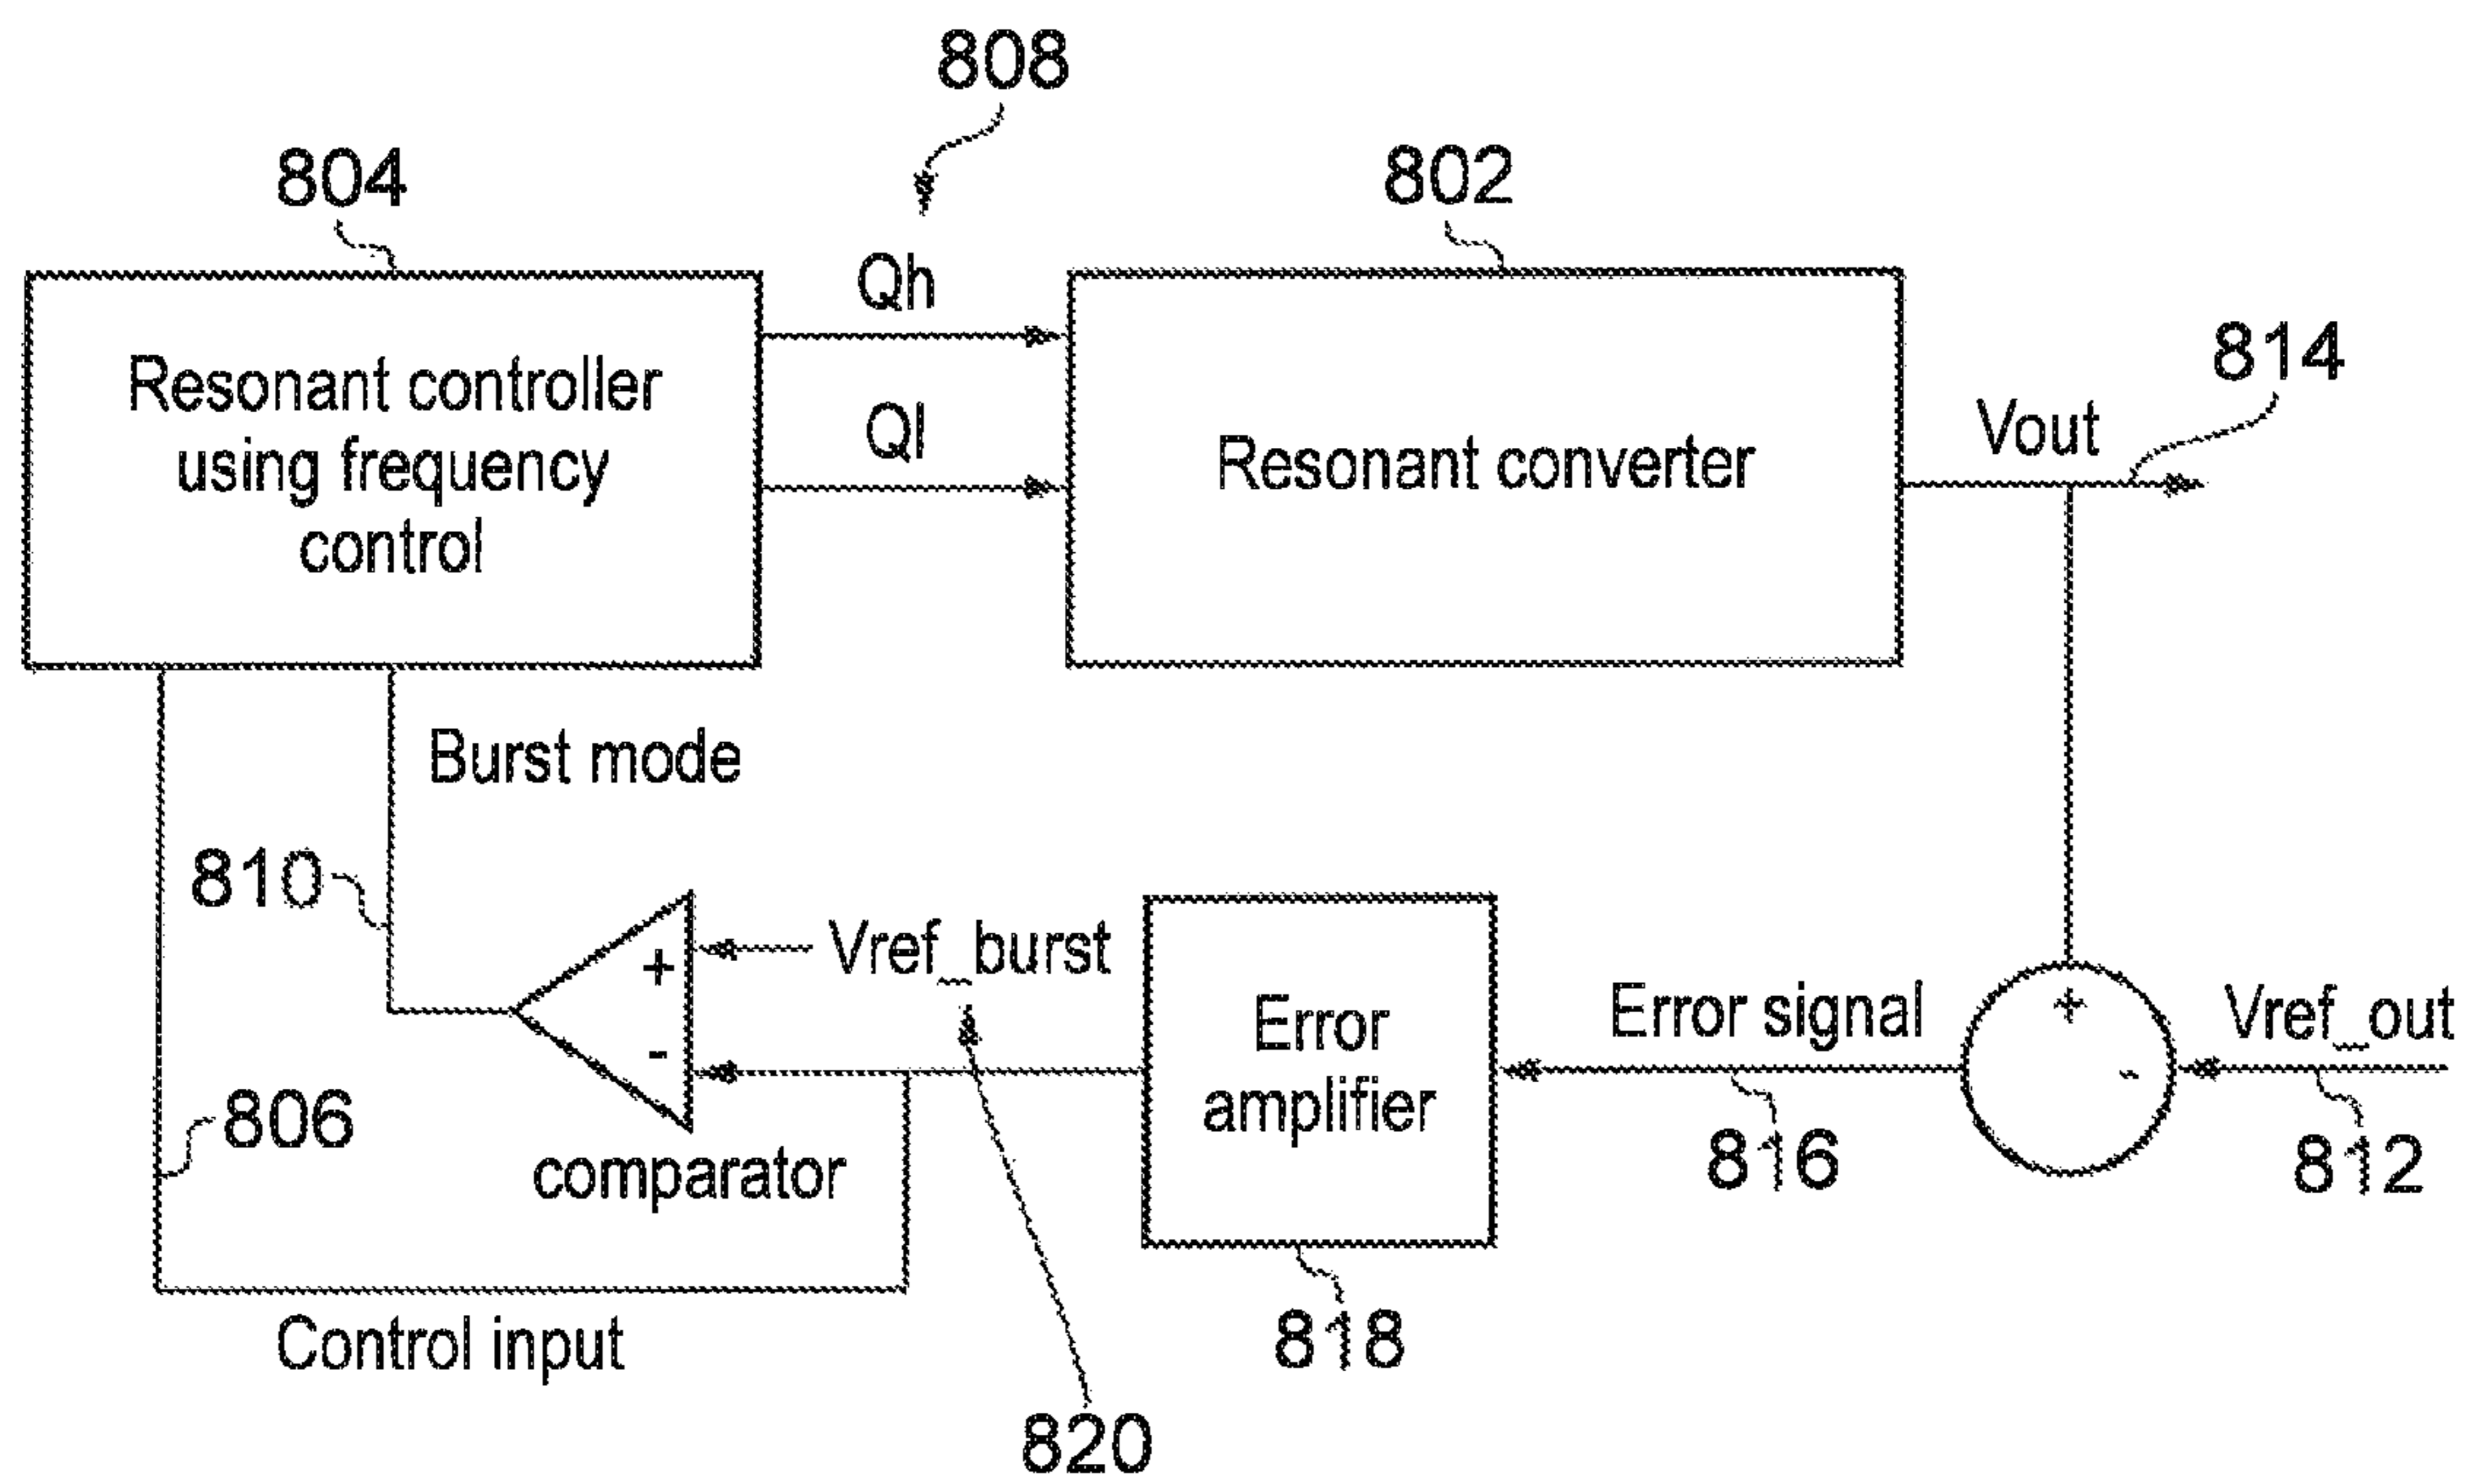 808
804
802
Qh
Resonant controller
using frequency
control
Ql
Resonant converter
814
Vout
Burst mode
810
+
Vref_burst
-
Error
amplifier
Error signal
+
-
Vref_out
806
comparator
816
812
Control input
818
820